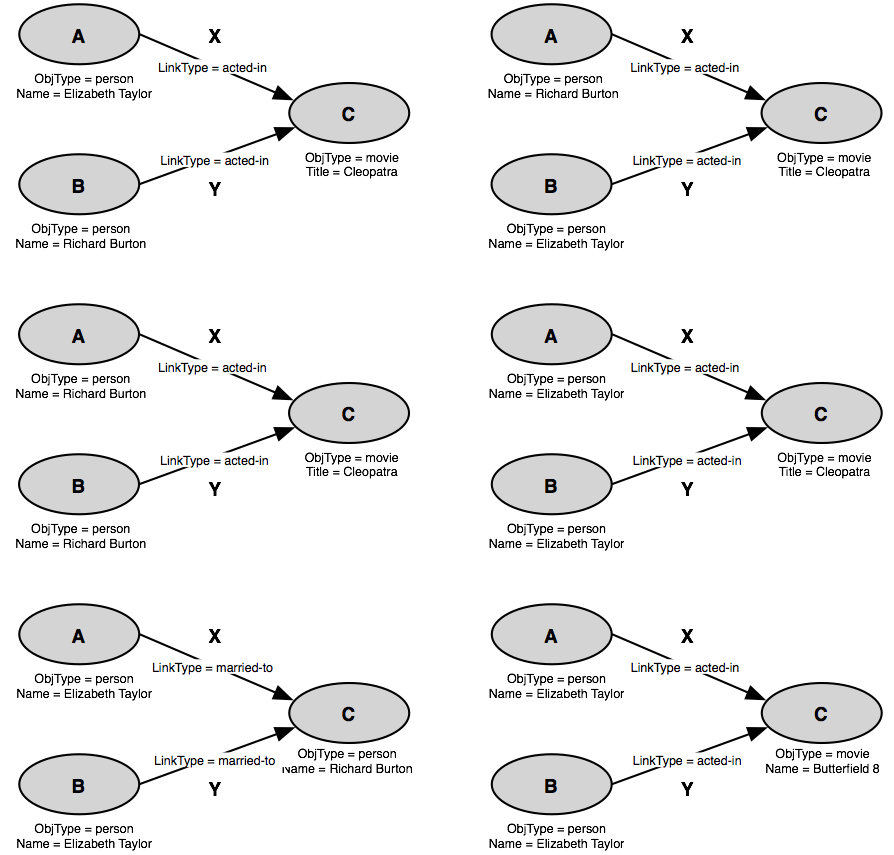 A
X
LinkType = acted-in
ObjType = person
Name = Elizabeth Taylor
C
B
LinkType = acted-in
ObjType = movie
Title = Cleopatra
Y
ObjType = person
Name = Richard Burton
A
X
LinkType = acted-in
ObjType = person
Name = Richard Burton
C
B
LinkType = acted-in
ObjType = movie
Title = Cleopatra
Y
ObjType = person
Name = Elizabeth Taylor
A
X
LinkType = acted-in
ObjType = person
Name = Richard Burton
C
B
LinkType = acted-in
ObjType = movie
Title = Cleopatra
Y
ObjType = person
Name = Richard Burton
A
X
LinkType = acted-in
ObjType = person
Name = Elizabeth Taylor
C
B
LinkType = acted-in
ObjType = movie
Title = Cleopatra
Y
ObjType = person
Name = Elizabeth Taylor
A
X
LinkType = married-to
ObjType = person
Name = Elizabeth Taylor
C
B
LinkType = married-to
ObjType = person
Name = Richard Burton
Y
ObjType = person
Name = Elizabeth Taylor
A
X
LinkType = acted-in
ObjType = person
Name = Elizabeth Taylor
C
B
LinkType = acted-in
ObjType = movie
Name = Butterfield 8
Y
ObjType = person
Name = Elizabeth Taylor